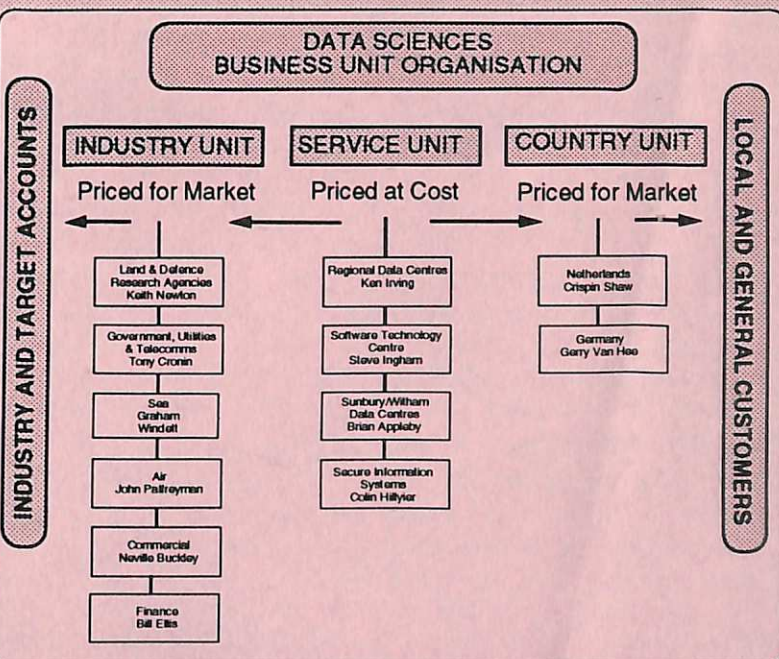 DATA SCIENCES
BUSINESS UNIT ORGANISATION
INDUSTRY AND TARGET ACCOUNTS
INDUSTRY UNIT
Priced for Market
Land & Defence
Research Agencies
Keith Newton
Government, Utilities
& Telecomms
Tony Cronin
Sea
Graham
Windett
Air
John Palfreyman
Commercial
Neville Buckley
Finance
Bill Ellis
SERVICE UNIT
Priced at Cost
Regional Data Centres
Ken Irving
Software Technology
Centre
Steve Ingham
Sunbury/Witham
Data Centres
Brian Appleby
Secure Information
Systems
Colin Hillyier
COUNTRY UNIT
Priced for Market
Netherlands
Crispin Shaw
Germany
Gerry Van Hee
LOCAL AND GENERAL CUSTOMERS